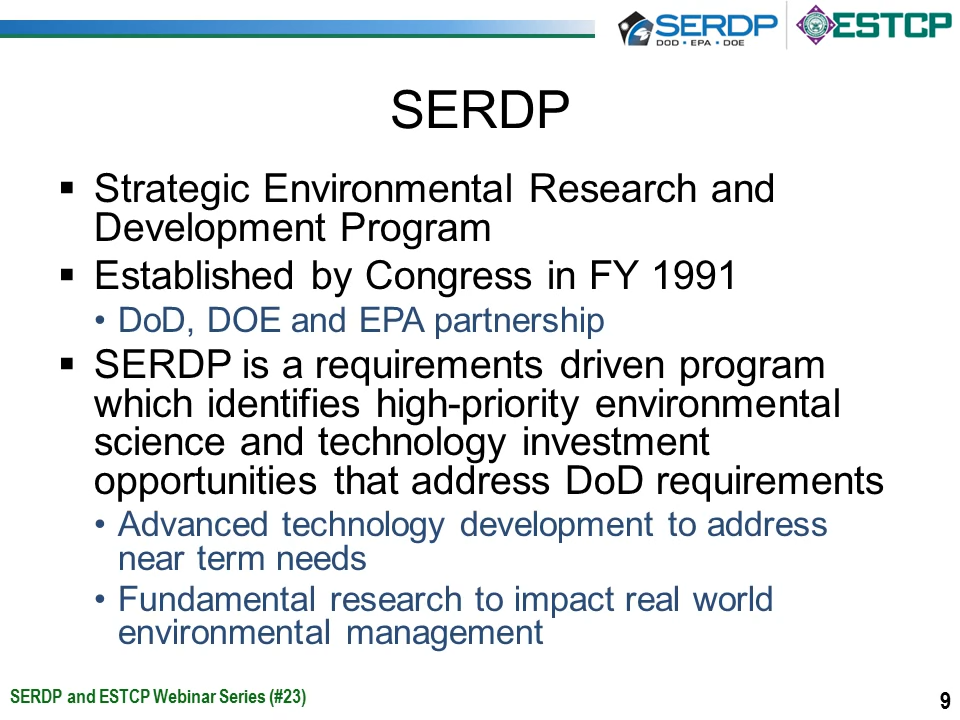 SERDP
DOD • EPA • DOE
ESTCP
SERDP
▪ Strategic Environmental Research and
Development Program
▪ Established by Congress in FY 1991
• DoD, DOE and EPA partnership
▪ SERDP is a requirements driven program
which identifies high-priority environmental
science and technology investment
opportunities that address DoD requirements
• Advanced technology development to address
near term needs
• Fundamental research to impact real world
environmental management
SERDP and ESTCP Webinar Series (#23)
9